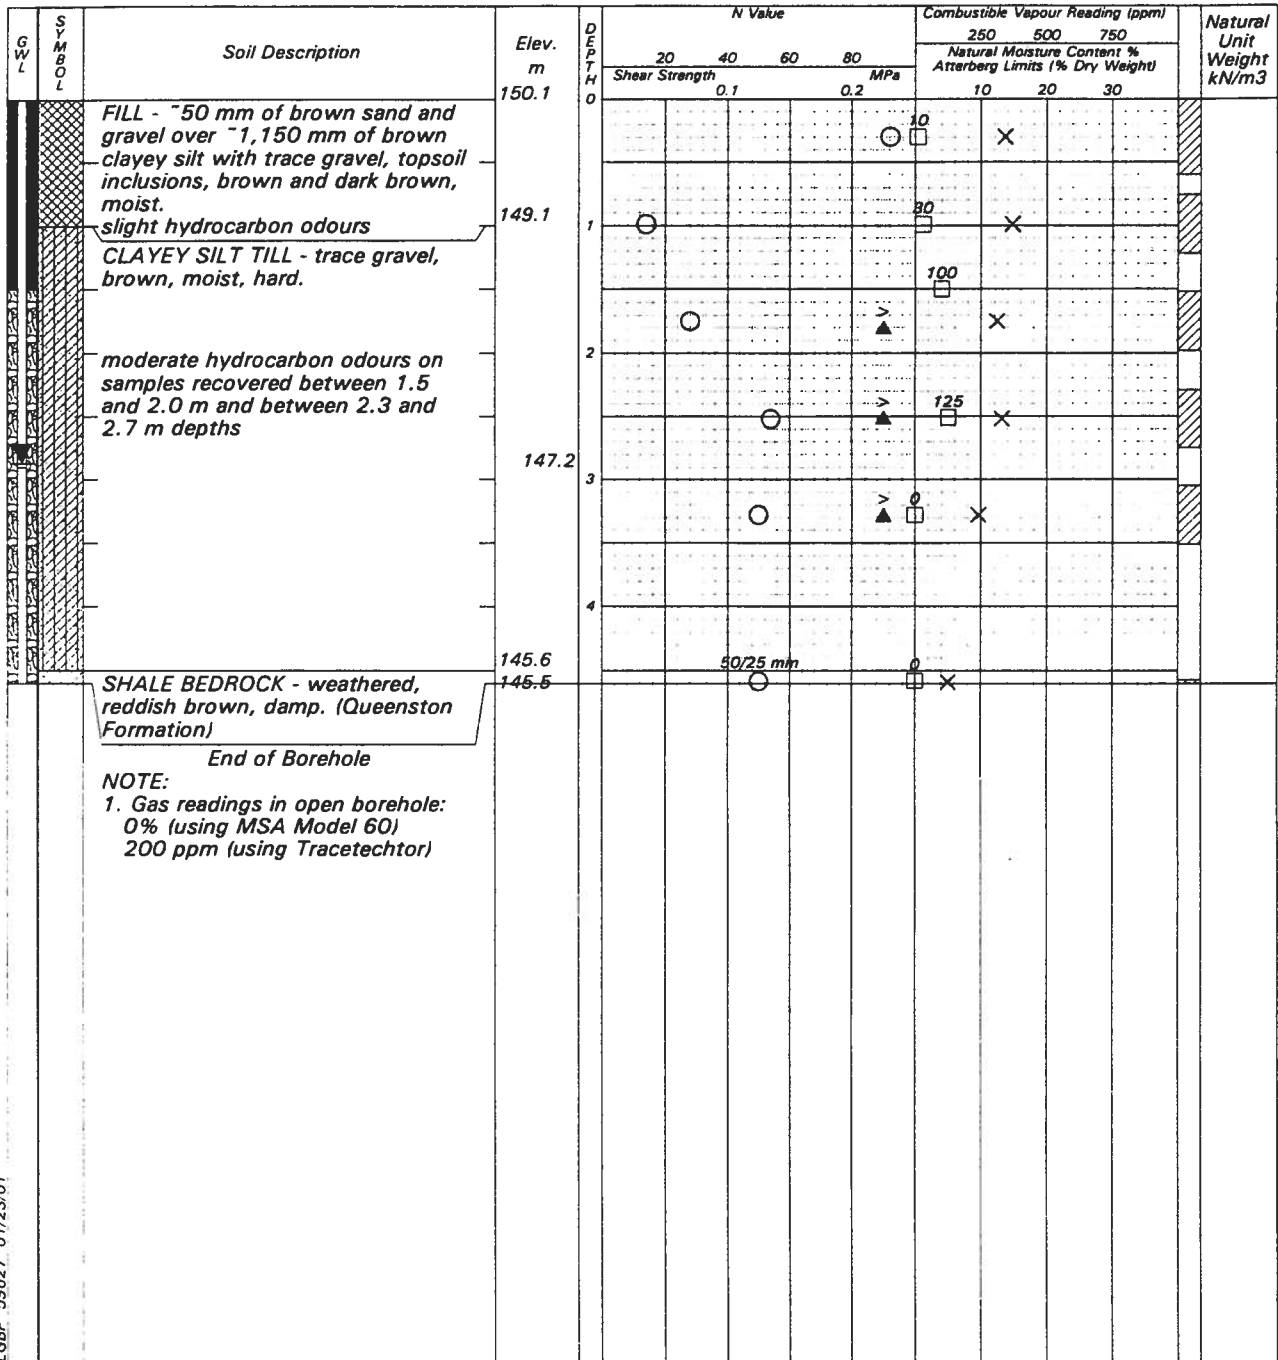 G W L
S Y M B O L
Soil Description
Elev.
m
D E P T H
N Value
20 40 60 80
Shear Strength MPa
0.1 0.2
Combustible Vapour Reading (ppm)
250 500 750
Natural Moisture Content %
Atterberg Limits (% Dry Weight)
10 20 30
Natural
Unit
Weight
kN/m3
150.1
0
FILL - ~50 mm of brown sand and
gravel over ~1,150 mm of brown
clayey silt with trace gravel, topsoil
inclusions, brown and dark brown,
moist.
slight hydrocarbon odours
10
149.1
1
80
CLAYEY SILT TILL - trace gravel,
brown, moist, hard.
100
>
2
moderate hydrocarbon odours on
samples recovered between 1.5
and 2.0 m and between 2.3 and
2.7 m depths
> 125
147.2
3
> 0
4
145.6
50/25 mm 0
145.5
SHALE BEDROCK - weathered,
reddish brown, damp. (Queenston
Formation)
End of Borehole
NOTE:
1. Gas readings in open borehole:
0% (using MSA Model 60)
200 ppm (using Tracetechtor)